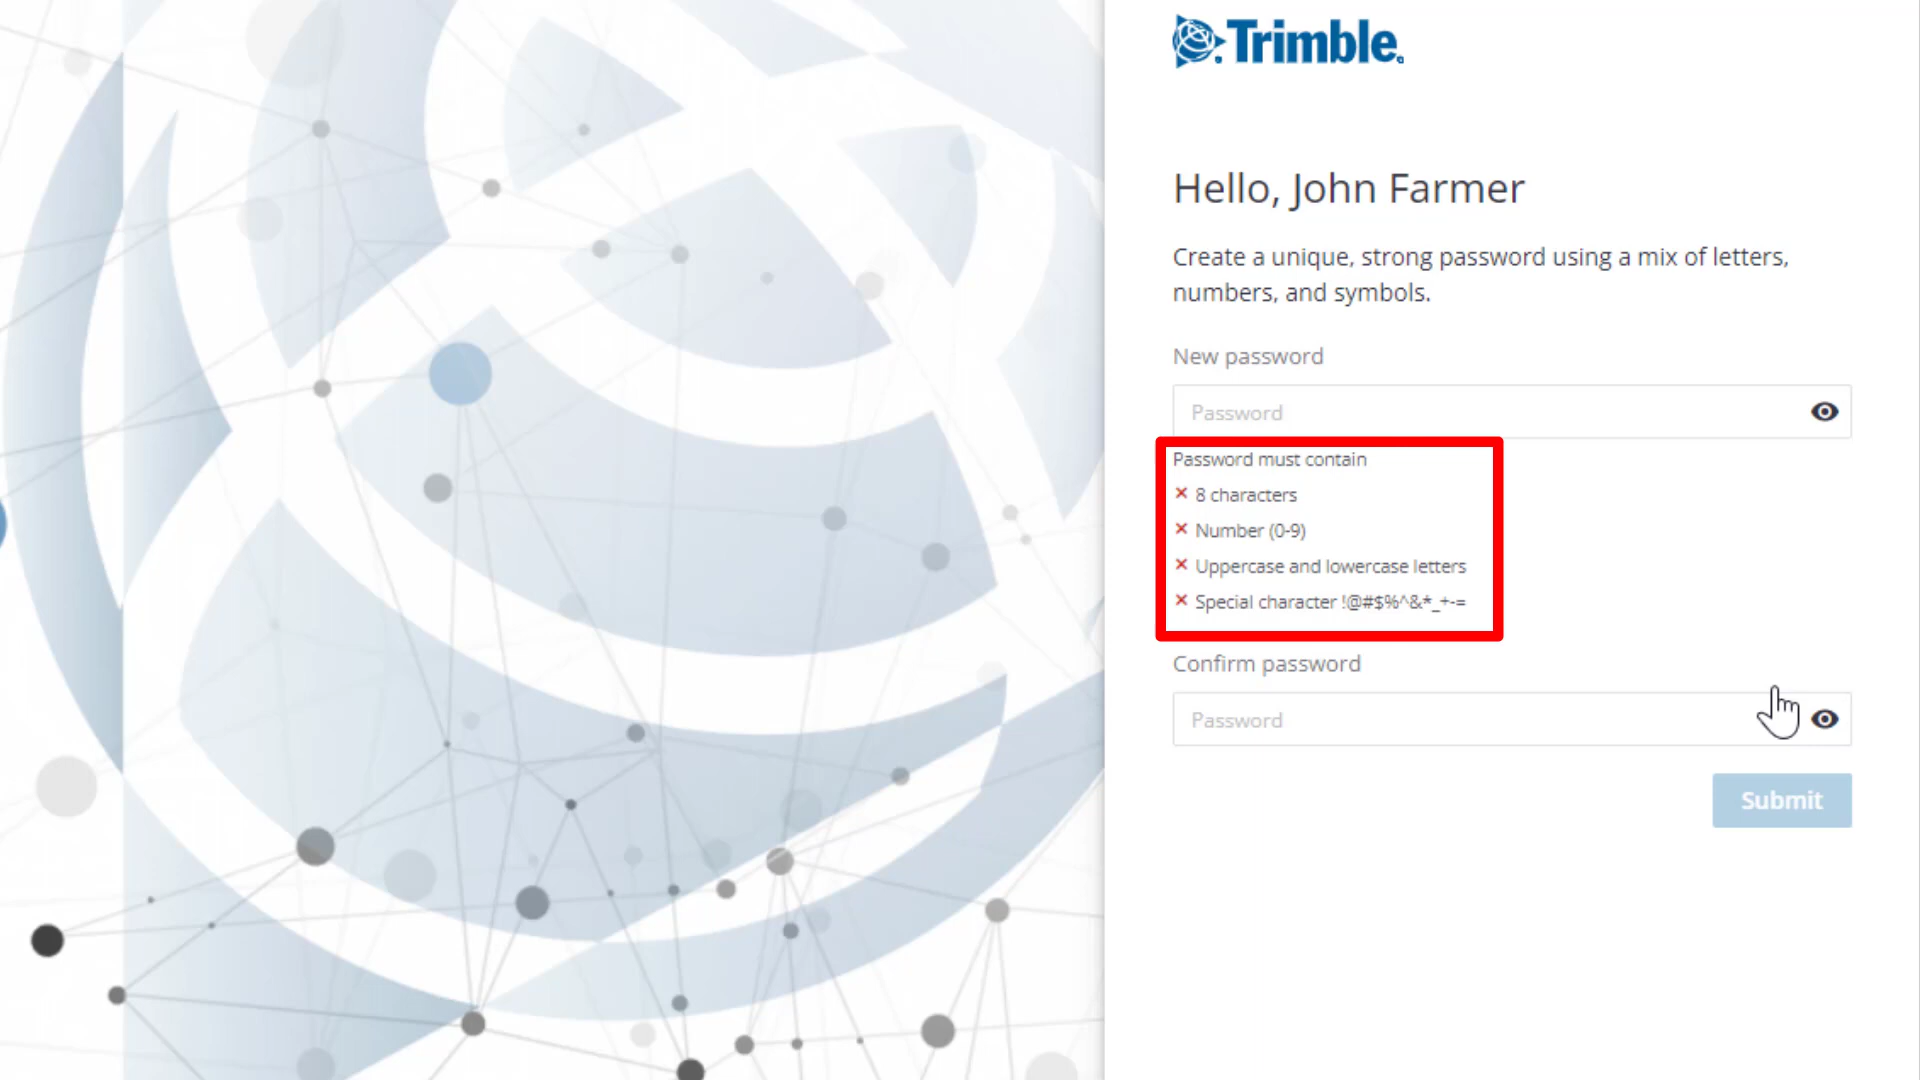 Trimble
Hello, John Farmer
Create a unique, strong password using a mix of letters,
numbers, and symbols.
New password
Password
Password must contain
× 8 characters
× Number (0-9)
× Uppercase and lowercase letters
× Special character !@#$%^&*_+-=
Confirm password
Password
Submit